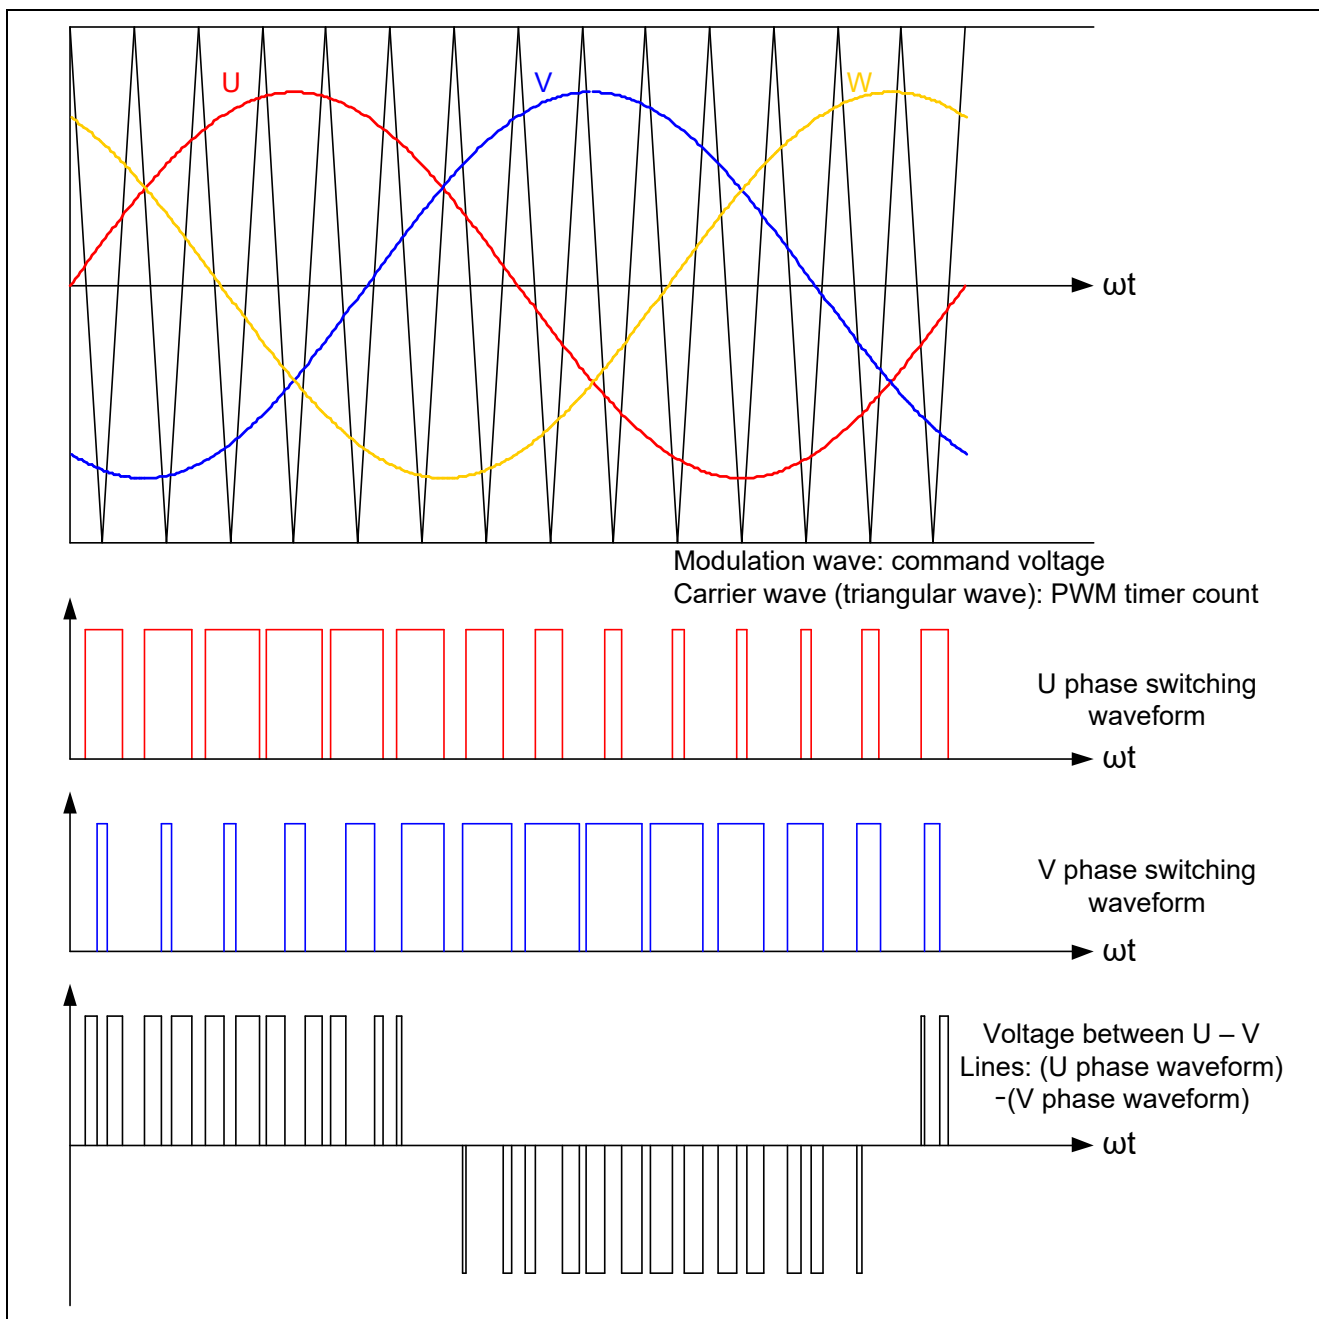 U
V
W
ωt
Modulation wave: command voltage
Carrier wave (triangular wave): PWM timer count
U phase switching
waveform
ωt
V phase switching
waveform
ωt
Voltage between U – V
Lines: (U phase waveform)
-(V phase waveform)
ωt